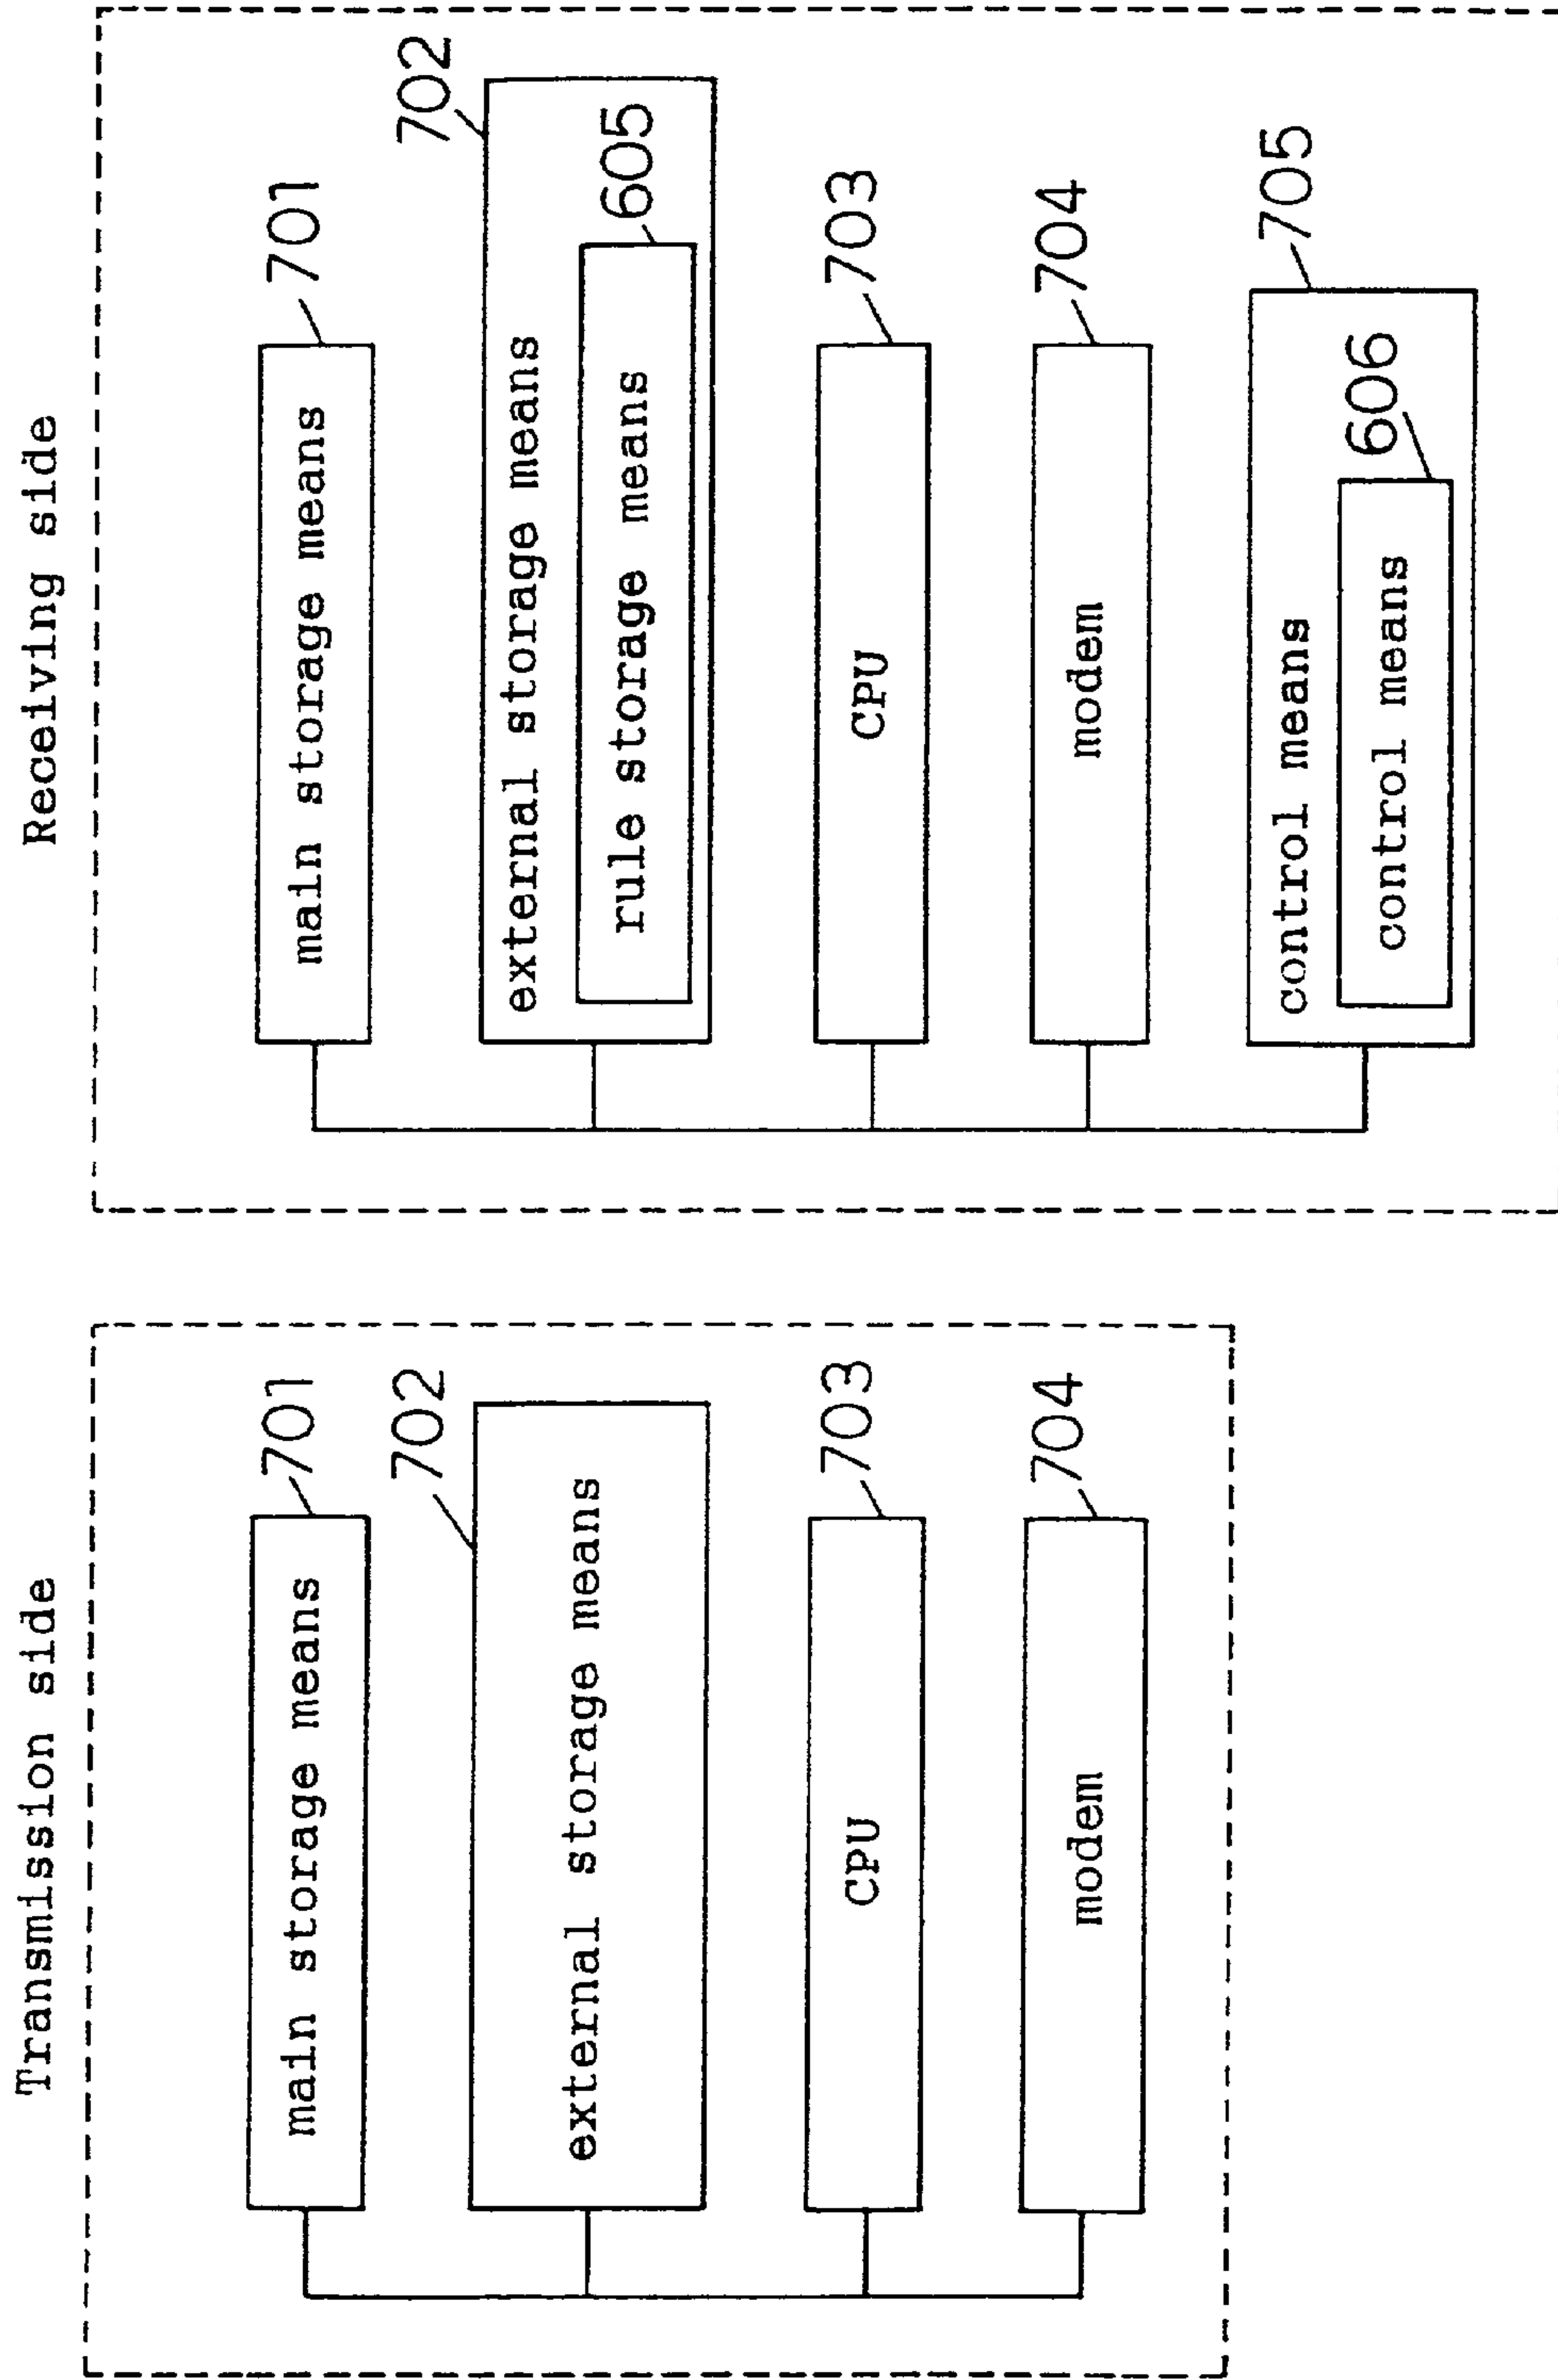 Transmission side
main storage means
701
702
external storage means
CPU
703
modem
704
Receiving side
main storage means
701
702
external storage means
605
rule storage means
CPU
703
modem
704
705
control means
606
control means